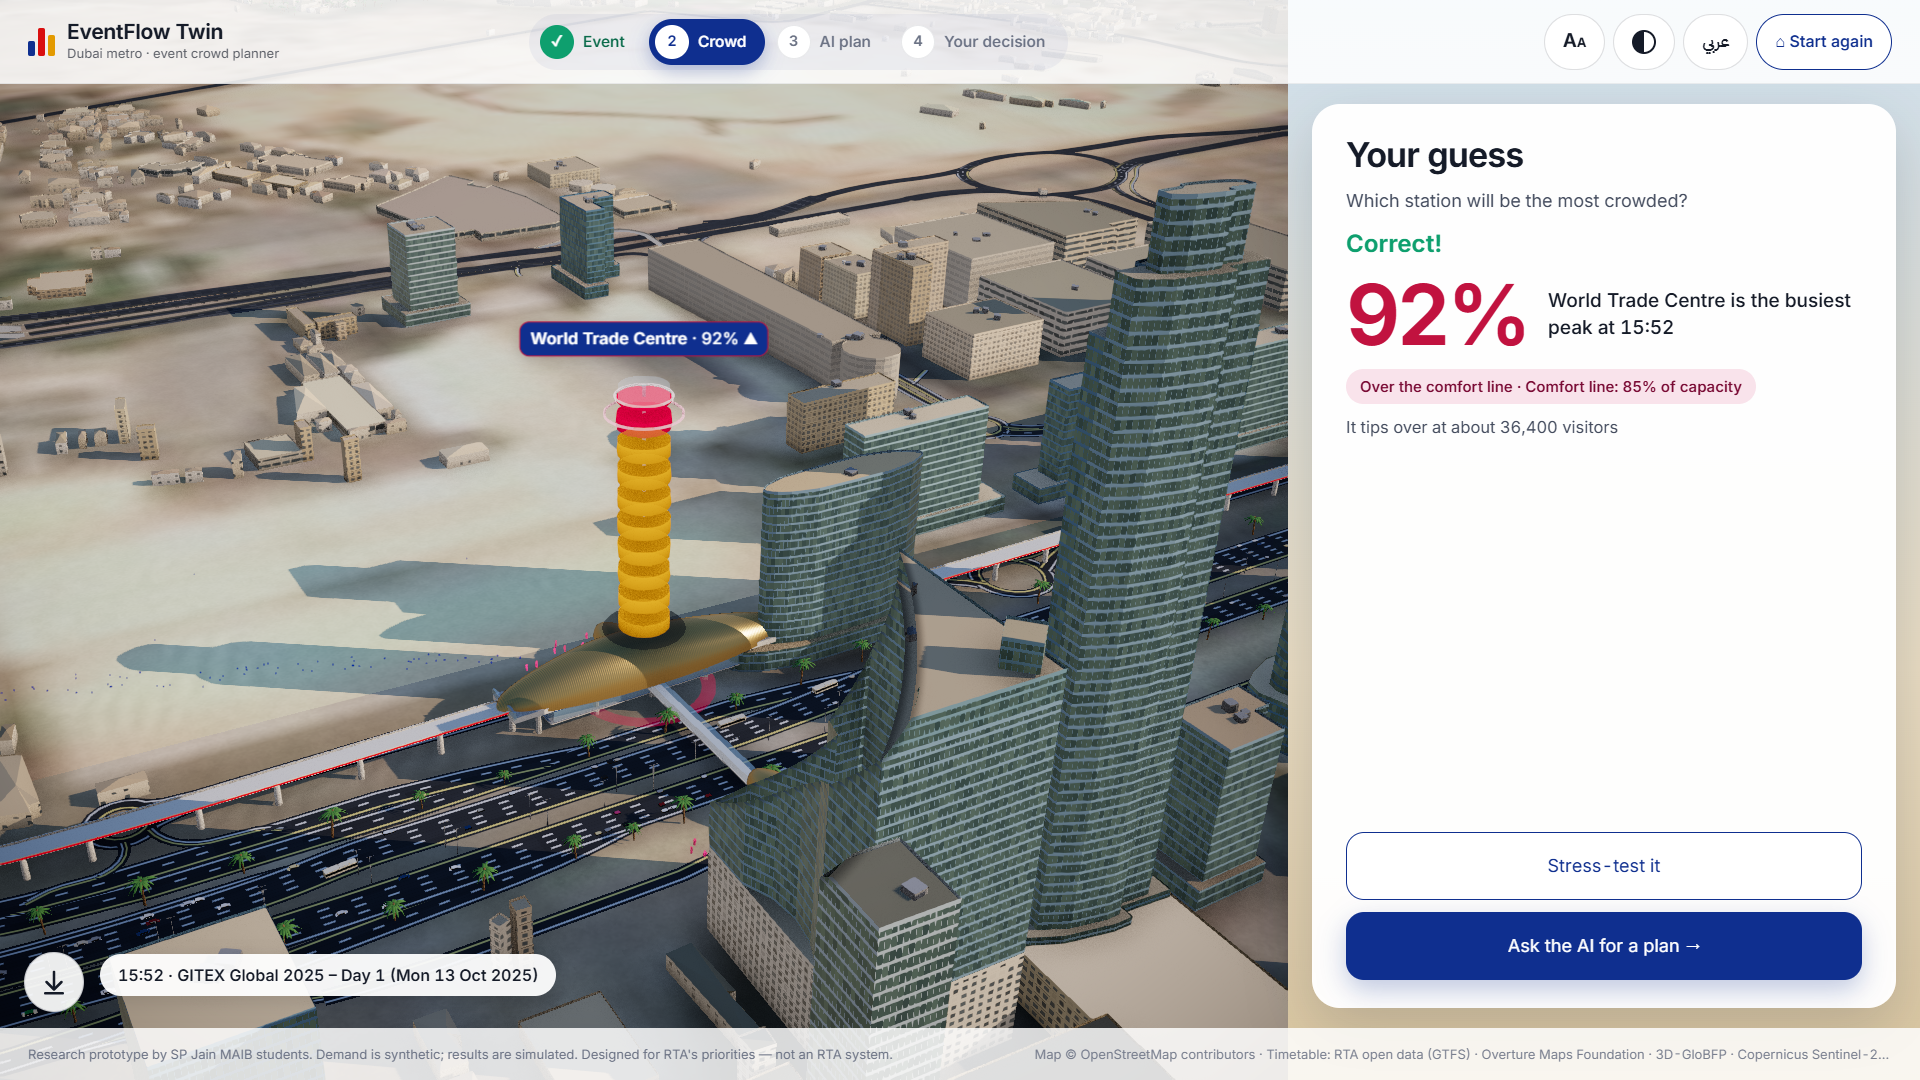 EventFlow Twin
Dubai metro · event crowd planner
✓ Event
2 Crowd
3 AI plan
4 Your decision
AA
عربي
⌂ Start again
World Trade Centre · 92% ▲
15:52 · GITEX Global 2025 – Day 1 (Mon 13 Oct 2025)
Your guess
Which station will be the most crowded?
Correct!
92%
World Trade Centre is the busiest
peak at 15:52
Over the comfort line · Comfort line: 85% of capacity
It tips over at about 36,400 visitors
Stress-test it
Ask the AI for a plan →
Research prototype by SP Jain MAIB students. Demand is synthetic; results are simulated. Designed for RTA's priorities — not an RTA system.
Map © OpenStreetMap contributors · Timetable: RTA open data (GTFS) · Overture Maps Foundation · 3D-GloBFP · Copernicus Sentinel-2...